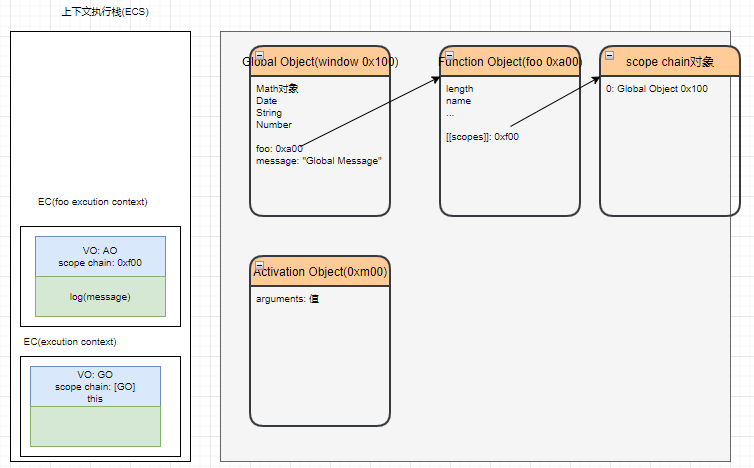 上下文执行栈(ECS)
Global Object(window 0x100)
Math对象
Date
String
Number
foo: 0xa00
message: "Global Message"
Function Object(foo 0xa00)
length
name
...
[[scopes]]: 0xf00
scope chain对象
0: Global Object 0x100
EC(foo excution context)
VO: AO
scope chain: 0xf00
log(message)
EC(excution context)
VO: GO
scope chain: [GO]
this
Activation Object(0xm00)
arguments: 值